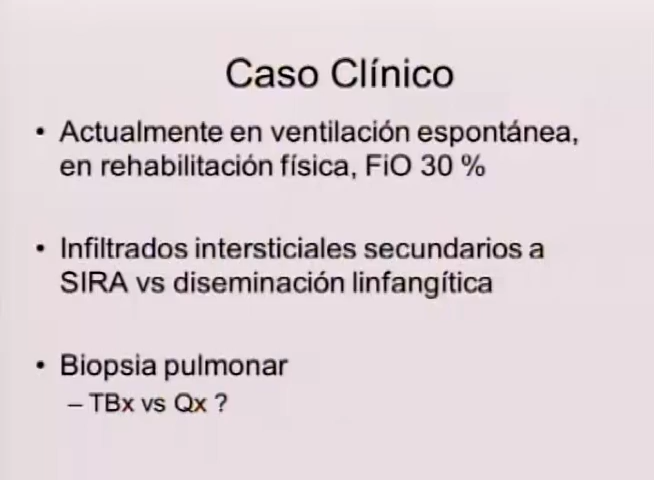 Caso Clínico
• Actualmente en ventilación espontánea,
en rehabilitación física, FiO 30 %
• Infiltrados intersticiales secundarios a
SIRA vs diseminación linfangítica
• Biopsia pulmonar
– TBx vs Qx ?